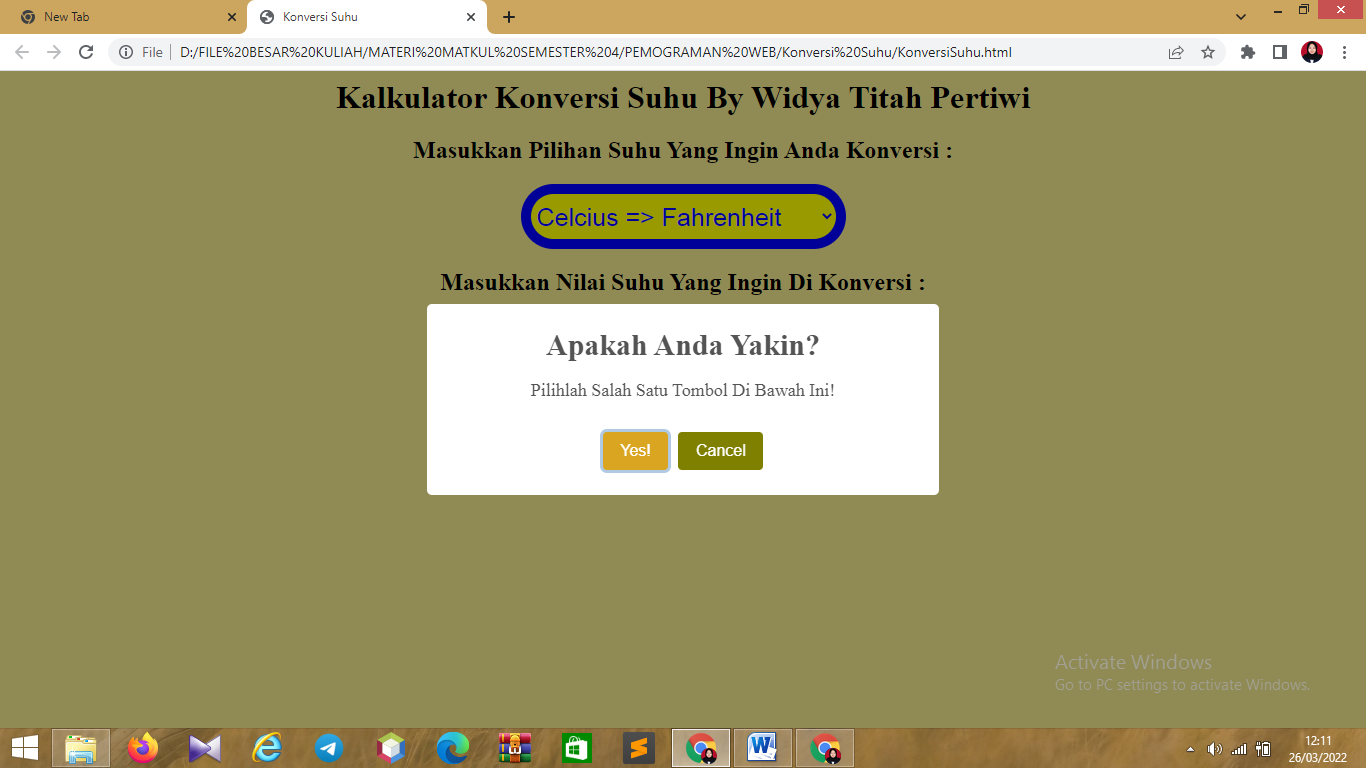 New Tab
Konversi Suhu
File
D:/FILE%20BESAR%20KULIAH/MATERI%20MATKUL%20SEMESTER%204/PEMOGRAMAN%20WEB/Konversi%20Suhu/KonversiSuhu.html
Kalkulator Konversi Suhu By Widya Titah Pertiwi
Masukkan Pilihan Suhu Yang Ingin Anda Konversi :
Celcius => Fahrenheit
Masukkan Nilai Suhu Yang Ingin Di Konversi :
Apakah Anda Yakin?
Pilihlah Salah Satu Tombol Di Bawah Ini!
Yes! Cancel
Activate Windows
Go to PC settings to activate Windows.
12:11
26/03/2022